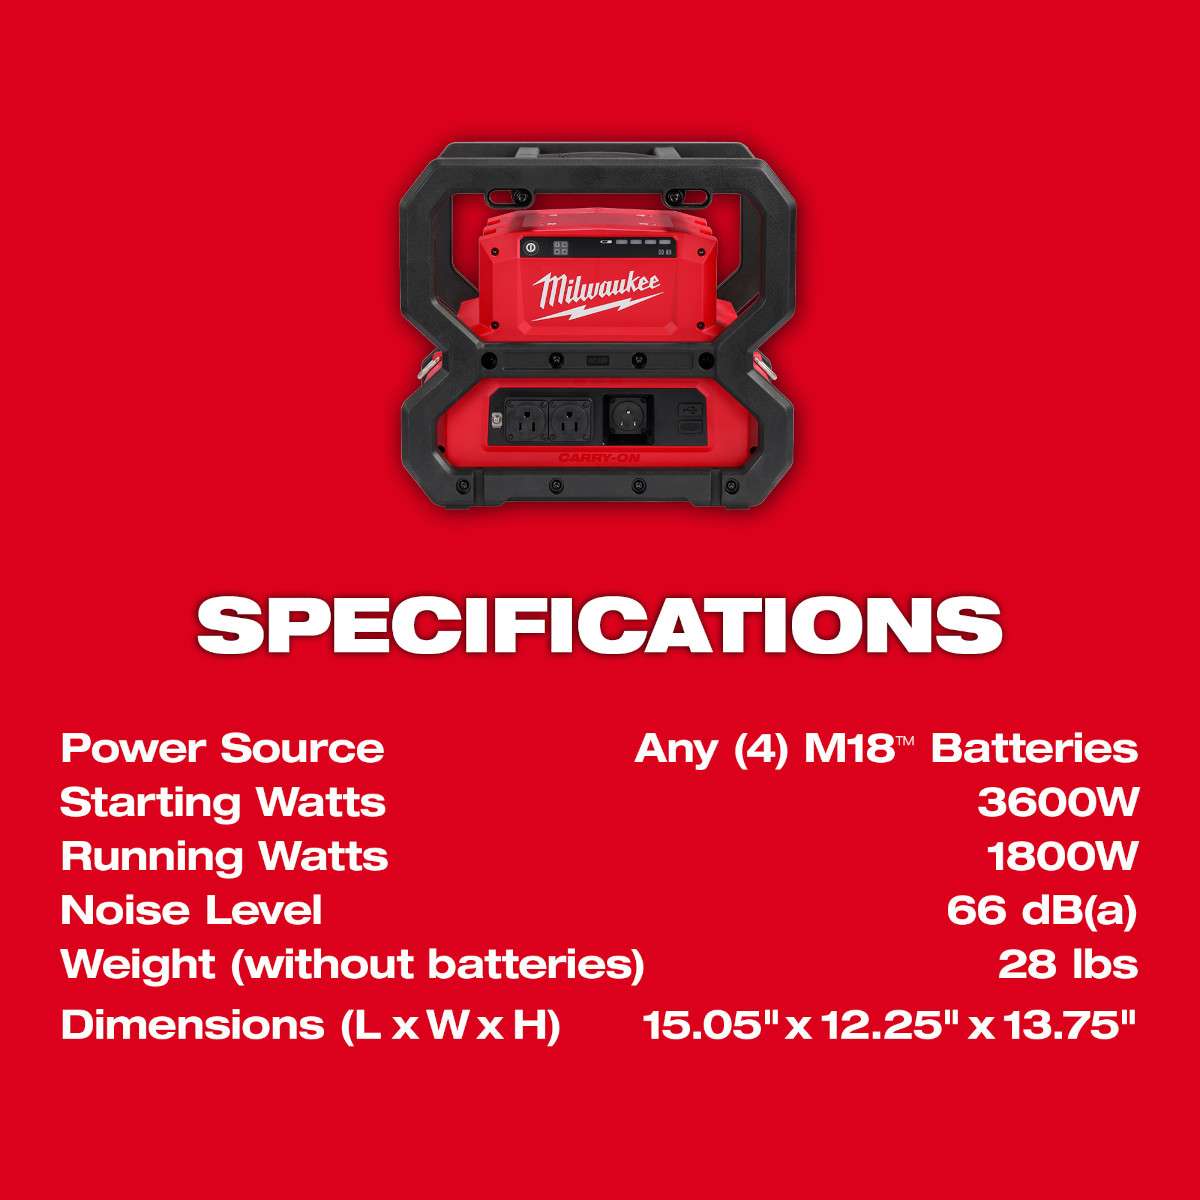 Milwaukee
CARRY-ON
SPECIFICATIONS
Power Source Any (4) M18™ Batteries
Starting Watts 3600W
Running Watts 1800W
Noise Level 66 dB(a)
Weight (without batteries) 28 lbs
Dimensions (L x W x H) 15.05" x 12.25" x 13.75"